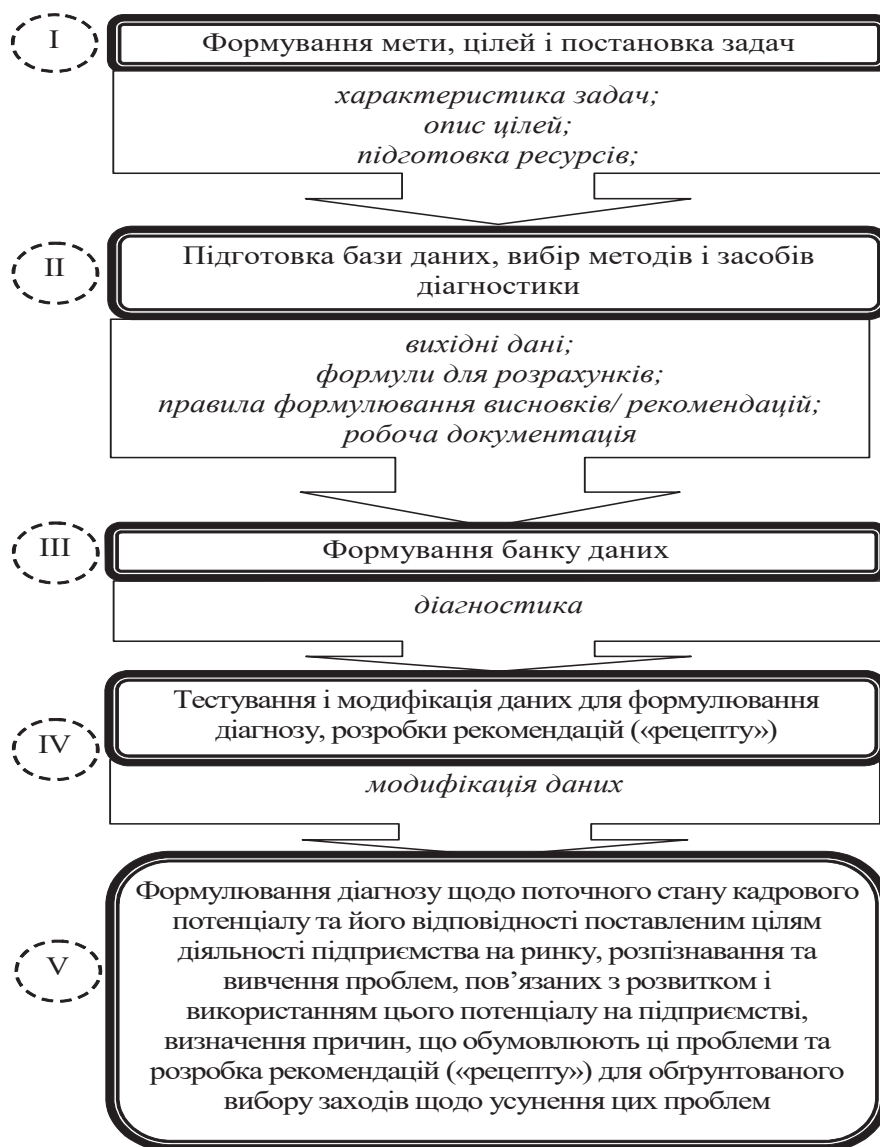 I
Формування мети, цілей і постановка задач
характеристика задач;
опис цілей;
підготовка ресурсів;
II
Підготовка бази даних, вибір методів і засобів
діагностики
вихідні дані;
формули для розрахунків;
правила формулювання висновків/ рекомендацій;
робоча документація
III
Формування банку даних
діагностика
IV
Тестування і модифікація даних для формулювання
діагнозу, розробки рекомендацій («рецепту»)
модифікація даних
V
Формулювання діагнозу щодо поточного стану кадрового
потенціалу та його відповідності поставленим цілям
діяльності підприємства на ринку, розпізнавання та
вивчення проблем, пов’язаних з розвитком і
використанням цього потенціалу на підприємстві,
визначення причин, що обумовлюють ці проблеми та
розробка рекомендацій («рецепту») для обґрунтованого
вибору заходів щодо усунення цих проблем